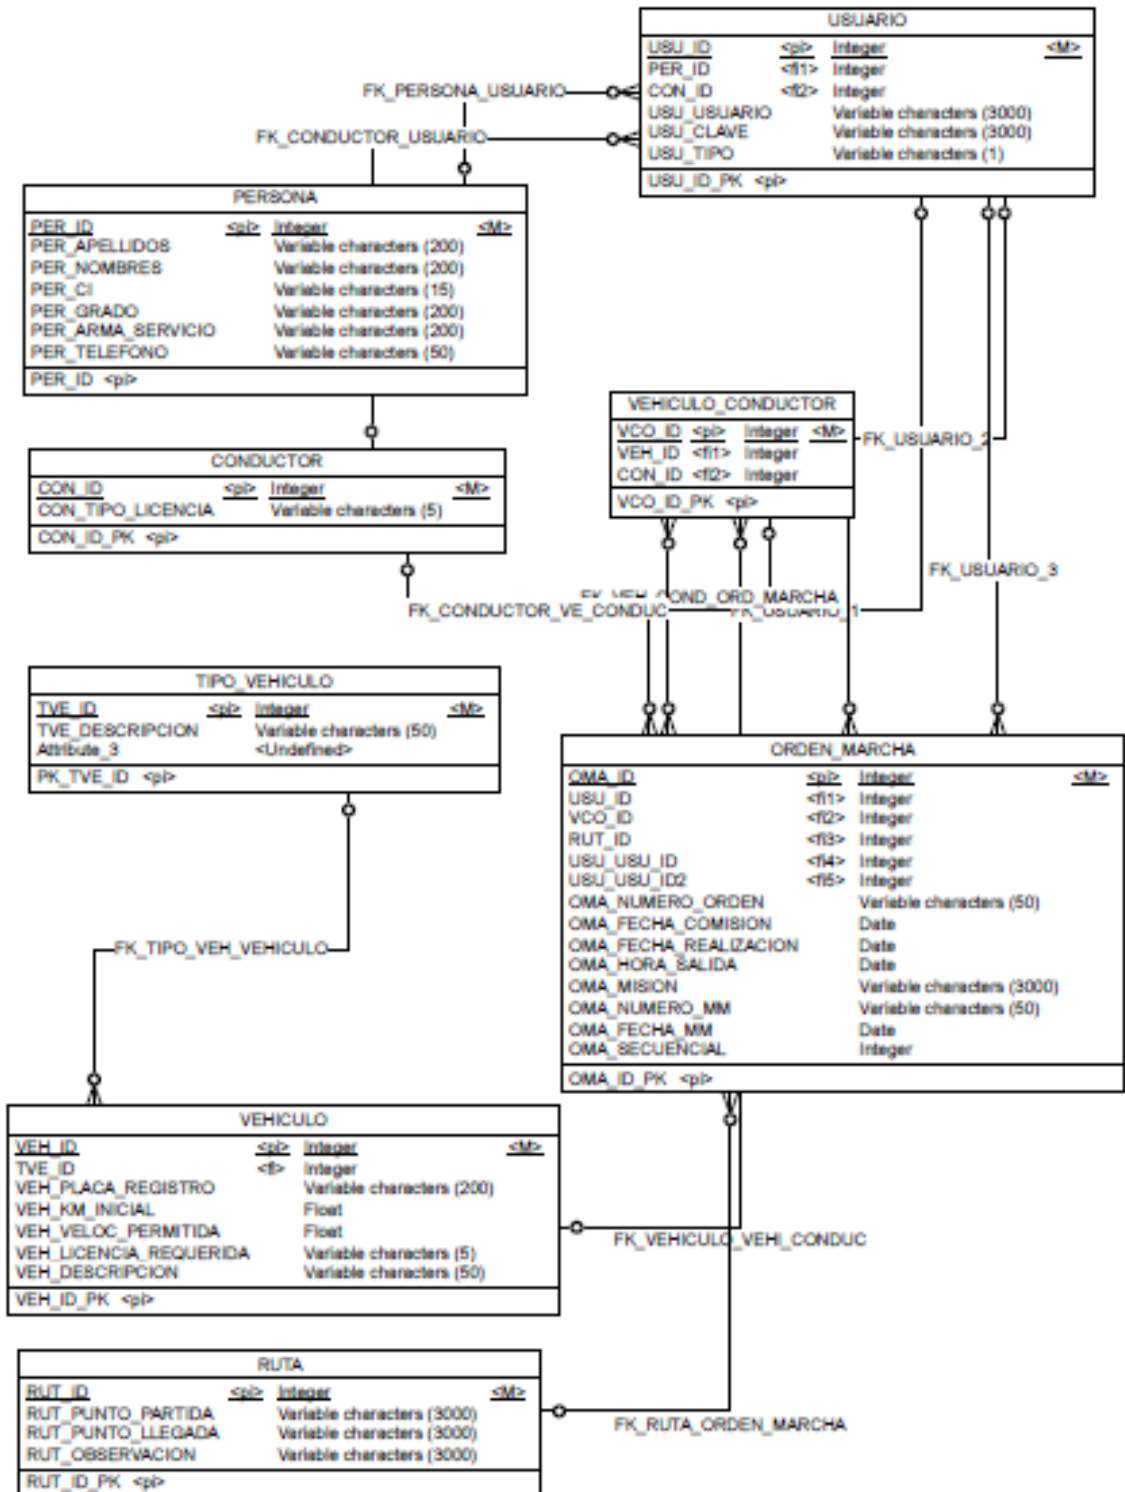 USUARIO
USU_ID <pi> Integer <M>
PER_ID <fi1> Integer
CON_ID <fi2> Integer
USU_USUARIO Variable characters (3000)
USU_CLAVE Variable characters (3000)
USU_TIPO Variable characters (1)
USU_ID_PK <pi>
FK_PERSONA_USUARIO
FK_CONDUCTOR_USUARIO
PERSONA
PER_ID <pi> Integer <M>
PER_APELLIDOS Variable characters (200)
PER_NOMBRES Variable characters (200)
PER_CI Variable characters (15)
PER_GRADO Variable characters (200)
PER_ARMA_SERVICIO Variable characters (200)
PER_TELEFONO Variable characters (50)
PER_ID <pi>
VEHICULO_CONDUCTOR
VCO_ID <pi> Integer <M>
VEH_ID <fi1> Integer
CON_ID <fi2> Integer
VCO_ID_PK <pi>
FK_USUARIO_2
CONDUCTOR
CON_ID <pi> Integer <M>
CON_TIPO_LICENCIA Variable characters (5)
CON_ID_PK <pi>
FK_USUARIO_3
FK_VEH_COND_ORD_MARCHA
FK_CONDUCTOR_VE_CONDUC
FK_USUARIO_1
TIPO_VEHICULO
TVE_ID <pi> Integer <M>
TVE_DESCRIPCION Variable characters (50)
Attribute_3 <Undefined>
PK_TVE_ID <pi>
ORDEN_MARCHA
OMA_ID <pi> Integer <M>
USU_ID <fi1> Integer
VCO_ID <fi2> Integer
RUT_ID <fi3> Integer
USU_USU_ID <fi4> Integer
USU_USU_ID2 <fi5> Integer
OMA_NUMERO_ORDEN Variable characters (50)
OMA_FECHA_COMISION Date
OMA_FECHA_REALIZACION Date
OMA_HORA_SALIDA Date
OMA_MISION Variable characters (3000)
OMA_NUMERO_MM Variable characters (50)
OMA_FECHA_MM Date
OMA_SECUENCIAL Integer
OMA_ID_PK <pi>
FK_TIPO_VEH_VEHICULO
VEHICULO
VEH_ID <pi> Integer <M>
TVE_ID <fi> Integer
VEH_PLACA_REGISTRO Variable characters (200)
VEH_KM_INICIAL Float
VEH_VELOC_PERMITIDA Float
VEH_LICENCIA_REQUERIDA Variable characters (5)
VEH_DESCRIPCION Variable characters (50)
VEH_ID_PK <pi>
FK_VEHICULO_VEHI_CONDUC
RUTA
RUT_ID <pi> Integer <M>
RUT_PUNTO_PARTIDA Variable characters (3000)
RUT_PUNTO_LLEGADA Variable characters (3000)
RUT_OBSERVACION Variable characters (3000)
RUT_ID_PK <pi>
FK_RUTA_ORDEN_MARCHA